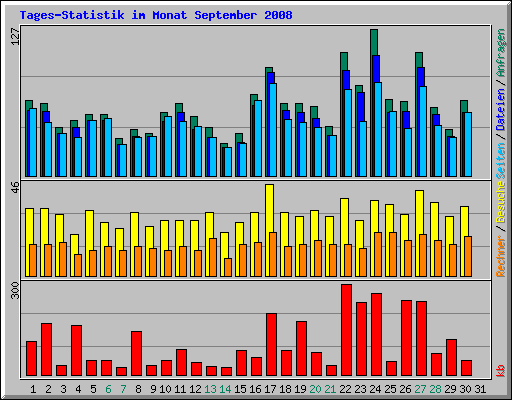 Tages-Statistik im Monat September 2008
127
46
300
Rechner / Besuche Seiten / Dateien / Anfragen
kb
1 2 3 4 5 6 7 8 9 10 11 12 13 14 15 16 17 18 19 20 21 22 23 24 25 26 27 28 29 30 31